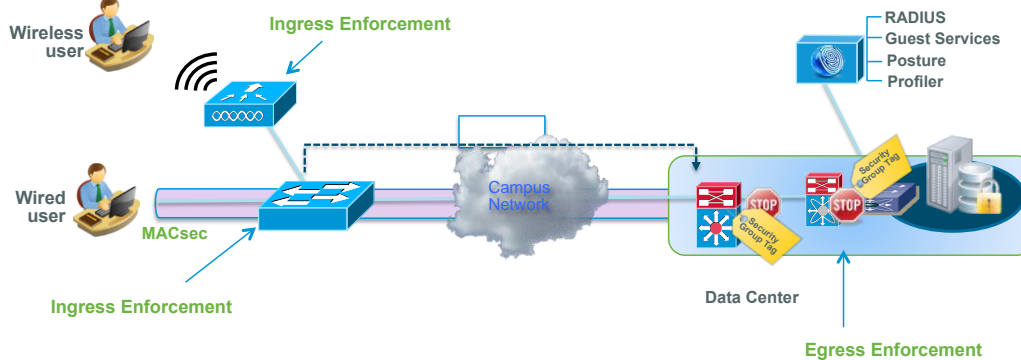 Wireless
user
Ingress Enforcement
RADIUS
Guest Services
Posture
Profiler
Security
Group Tag
Wired
user
Campus
Network
STOP
STOP
MACsec
Security
Group Tag
Ingress Enforcement
Data Center
Egress Enforcement